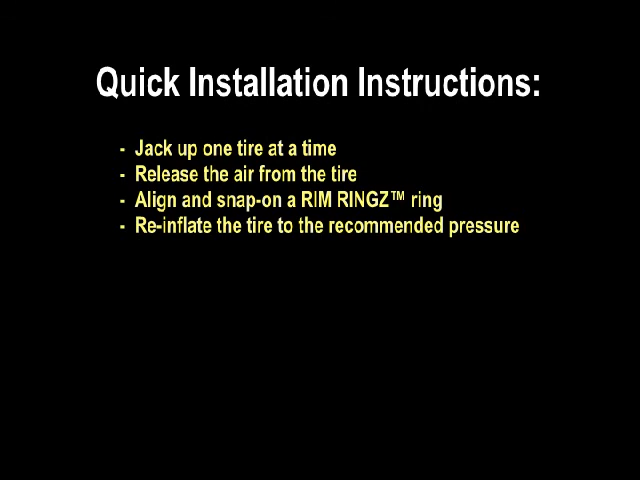 Quick Installation Instructions:
- Jack up one tire at a time
- Release the air from the tire
- Align and snap-on a RIM RINGZ™ ring
- Re-inflate the tire to the recommended pressure